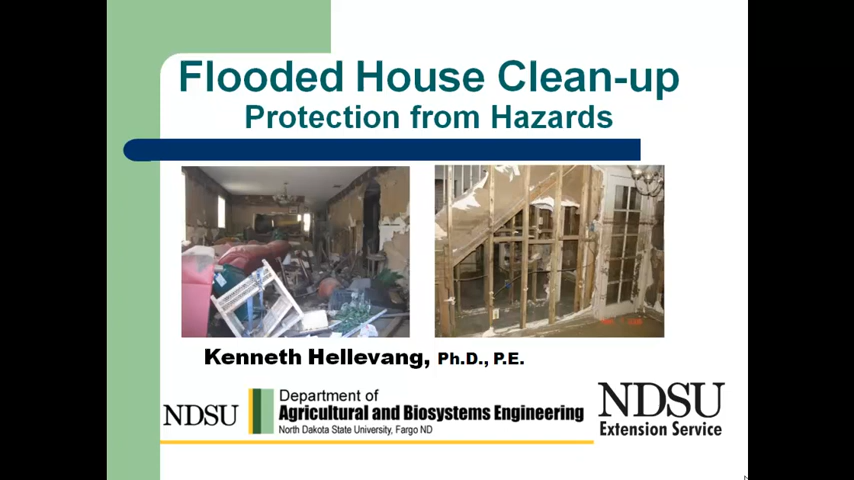 Flooded House Clean-up
Protection from Hazards
Kenneth Hellevang, Ph.D., P.E.
NDSU
Department of
Agricultural and Biosystems Engineering
North Dakota State University, Fargo ND
NDSU
Extension Service